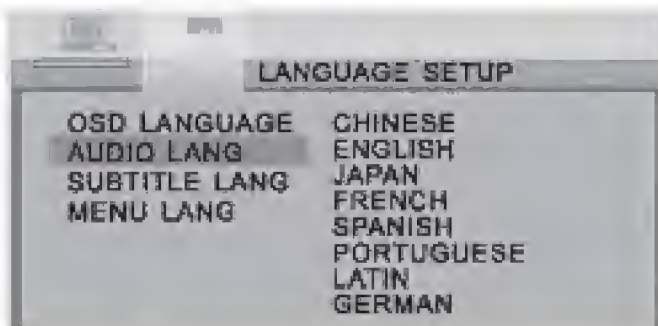 LANGUAGE SETUP
OSD LANGUAGE
AUDIO LANG
SUBTITLE LANG
MENU LANG
CHINESE
ENGLISH
JAPAN
FRENCH
SPANISH
PORTUGUESE
LATIN
GERMAN